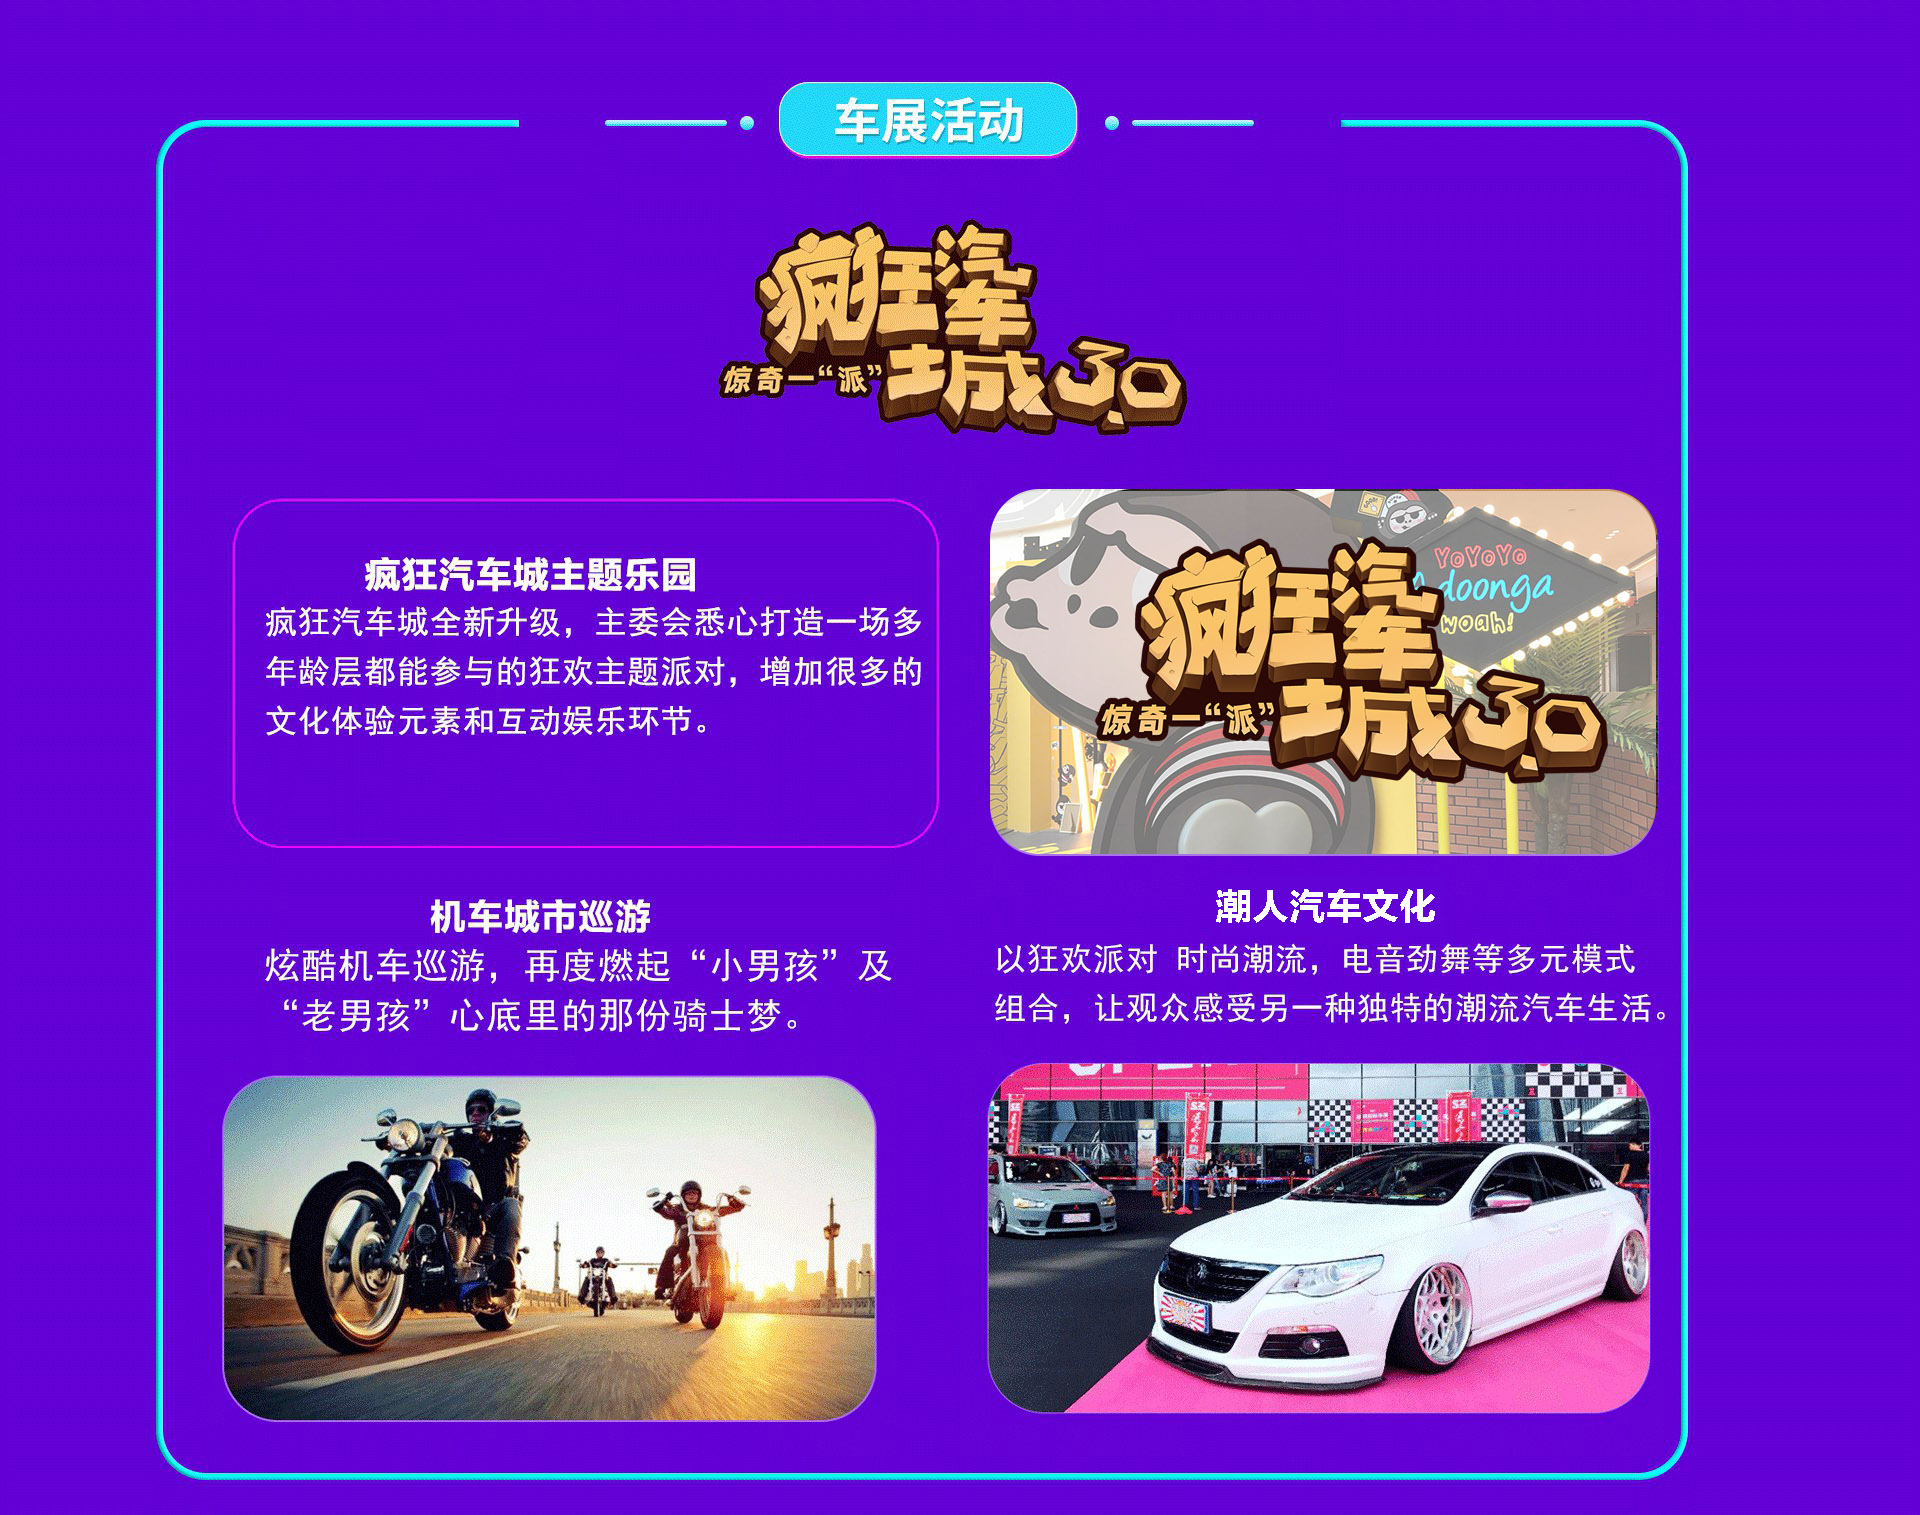 车展活动
疯狂汽车
城3.0
惊奇一“派”
疯狂汽车城主题乐园
疯狂汽车城全新升级，主委会悉心打造一场多
年龄层都能参与的狂欢主题派对，增加很多的
文化体验元素和互动娱乐环节。
YOYOYO
doonga
woah!
疯狂汽车
城3.0
惊奇一“派”
机车城市巡游
炫酷机车巡游，再度燃起“小男孩”及
“老男孩”心底里的那份骑士梦。
潮人汽车文化
以狂欢派对 时尚潮流，电音劲舞等多元模式
组合，让观众感受另一种独特的潮流汽车生活。